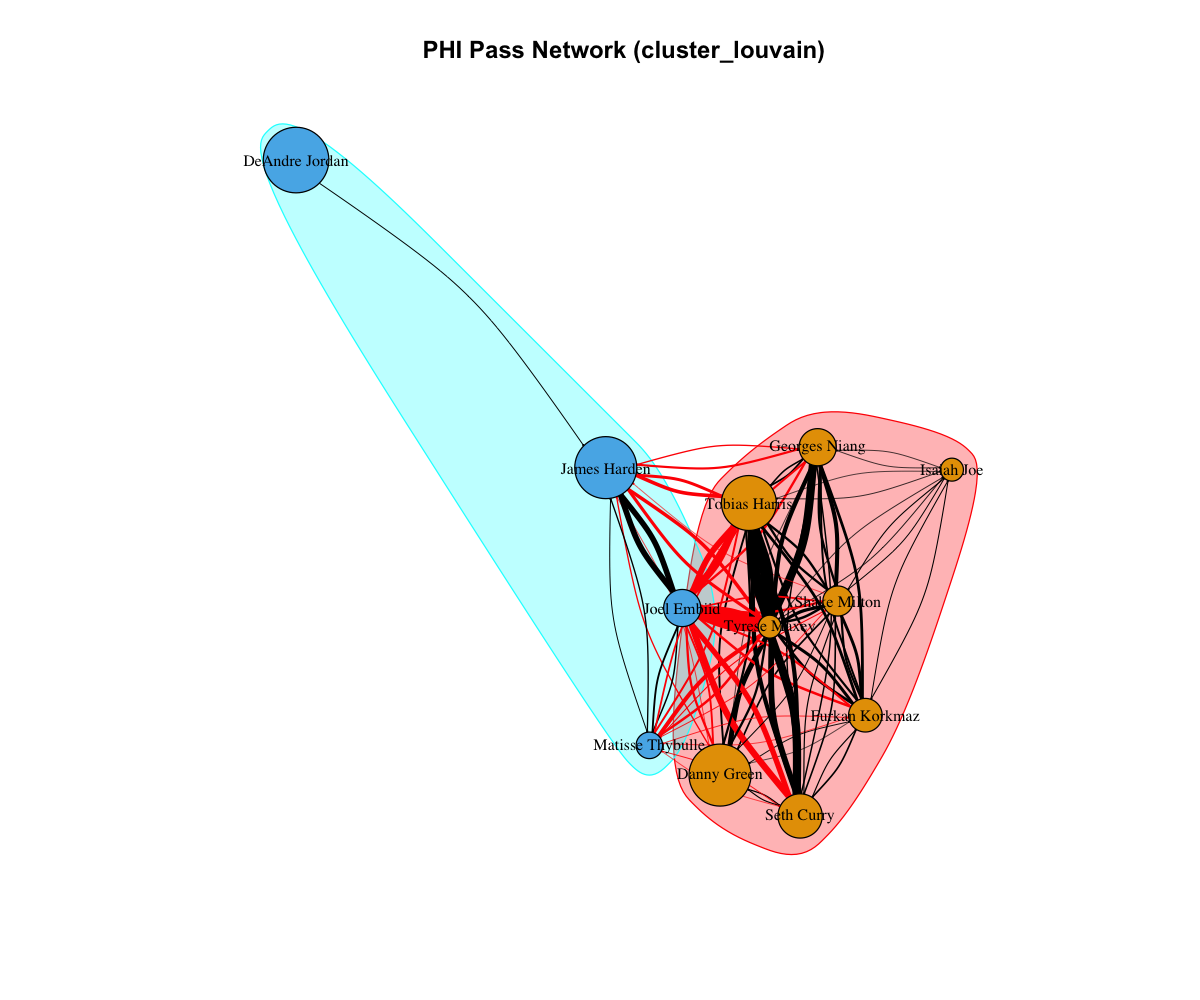 PHI Pass Network (cluster_louvain)
DeAndre Jordan
Georges Niang
James Harden
Isaiah Joe
Tobias Harris
Shake Milton
Joel Embiid
Tyrese Maxey
Furkan Korkmaz
Matisse Thybulle
Danny Green
Seth Curry